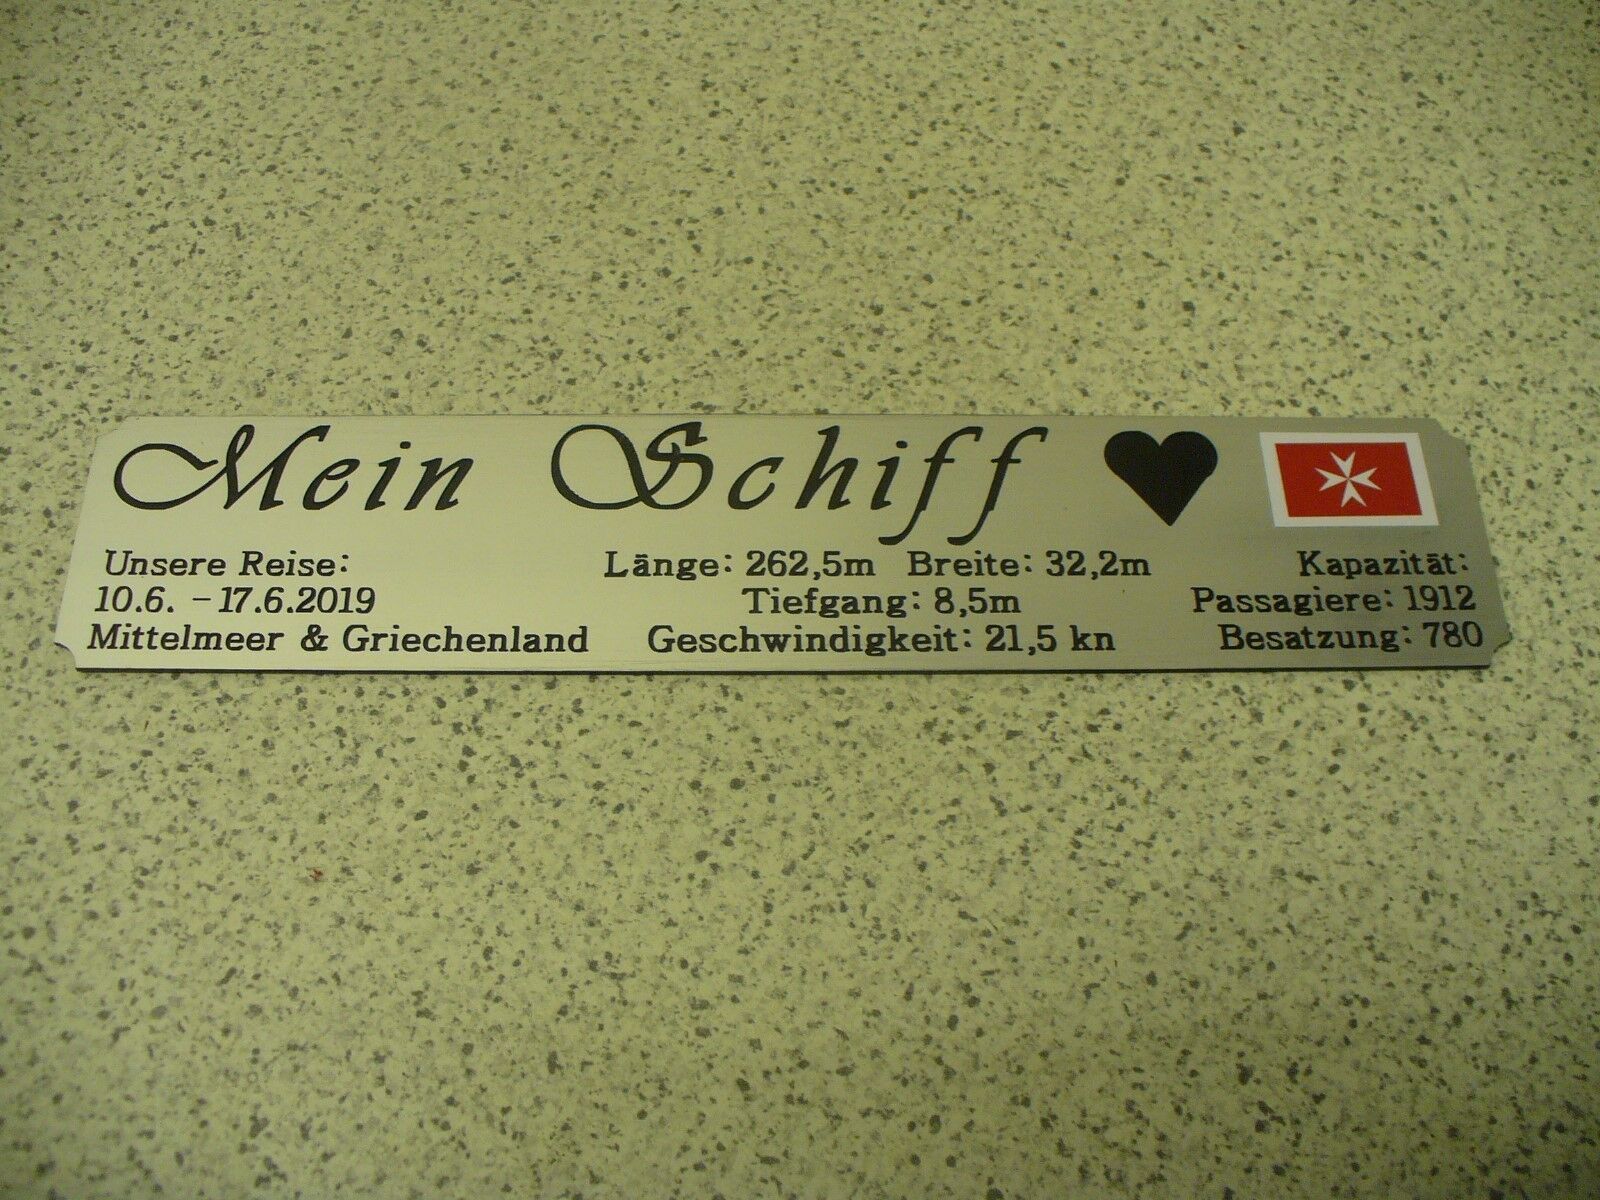 Mein Schiff
Unsere Reise:
10.6. - 17.6.2019
Mittelmeer & Griechenland
Länge: 262,5m Breite: 32,2m
Tiefgang: 8,5m
Geschwindigkeit: 21,5 kn
Kapazität:
Passagiere: 1912
Besatzung: 780